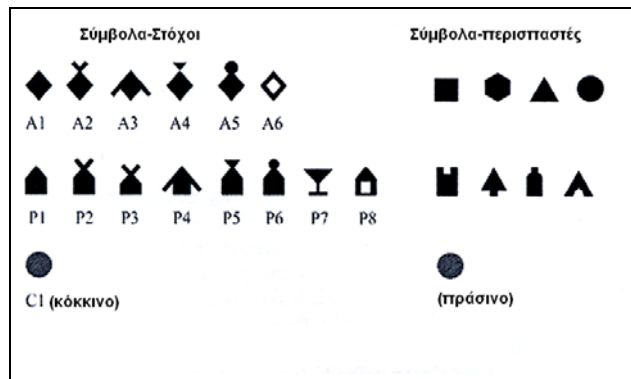 Σύμβολα-Στόχοι Σύμβολα-περισπαστές
A1 A2 A3 A4 A5 A6
P1 P2 P3 P4 P5 P6 P7 P8
C1 (κόκκινο) (πράσινο)